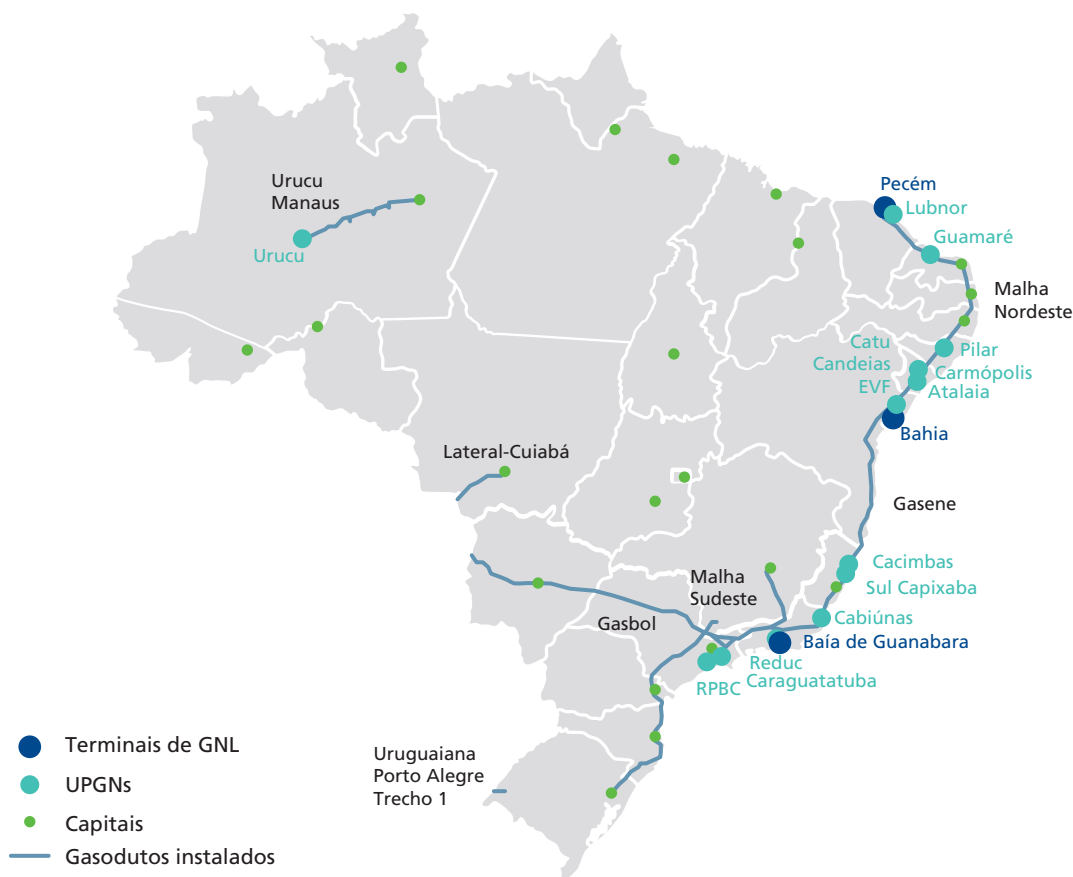 Urucu
Manaus
Urucu
Pecém
Lubnor
Guamaré
Malha
Nordeste
Catu
Candeias
EVF
Pilar
Carmópolis
Atalaia
Bahia
Lateral-Cuiabá
Gasene
Cacimbas
Sul Capixaba
Malha
Sudeste
Gasbol
Cabiúnas
Baía de Guanabara
Reduc
Caraguatatuba
RPBC
Uruguaiana
Porto Alegre
Trecho 1
Terminais de GNL
UPGNs
Capitais
Gasodutos instalados